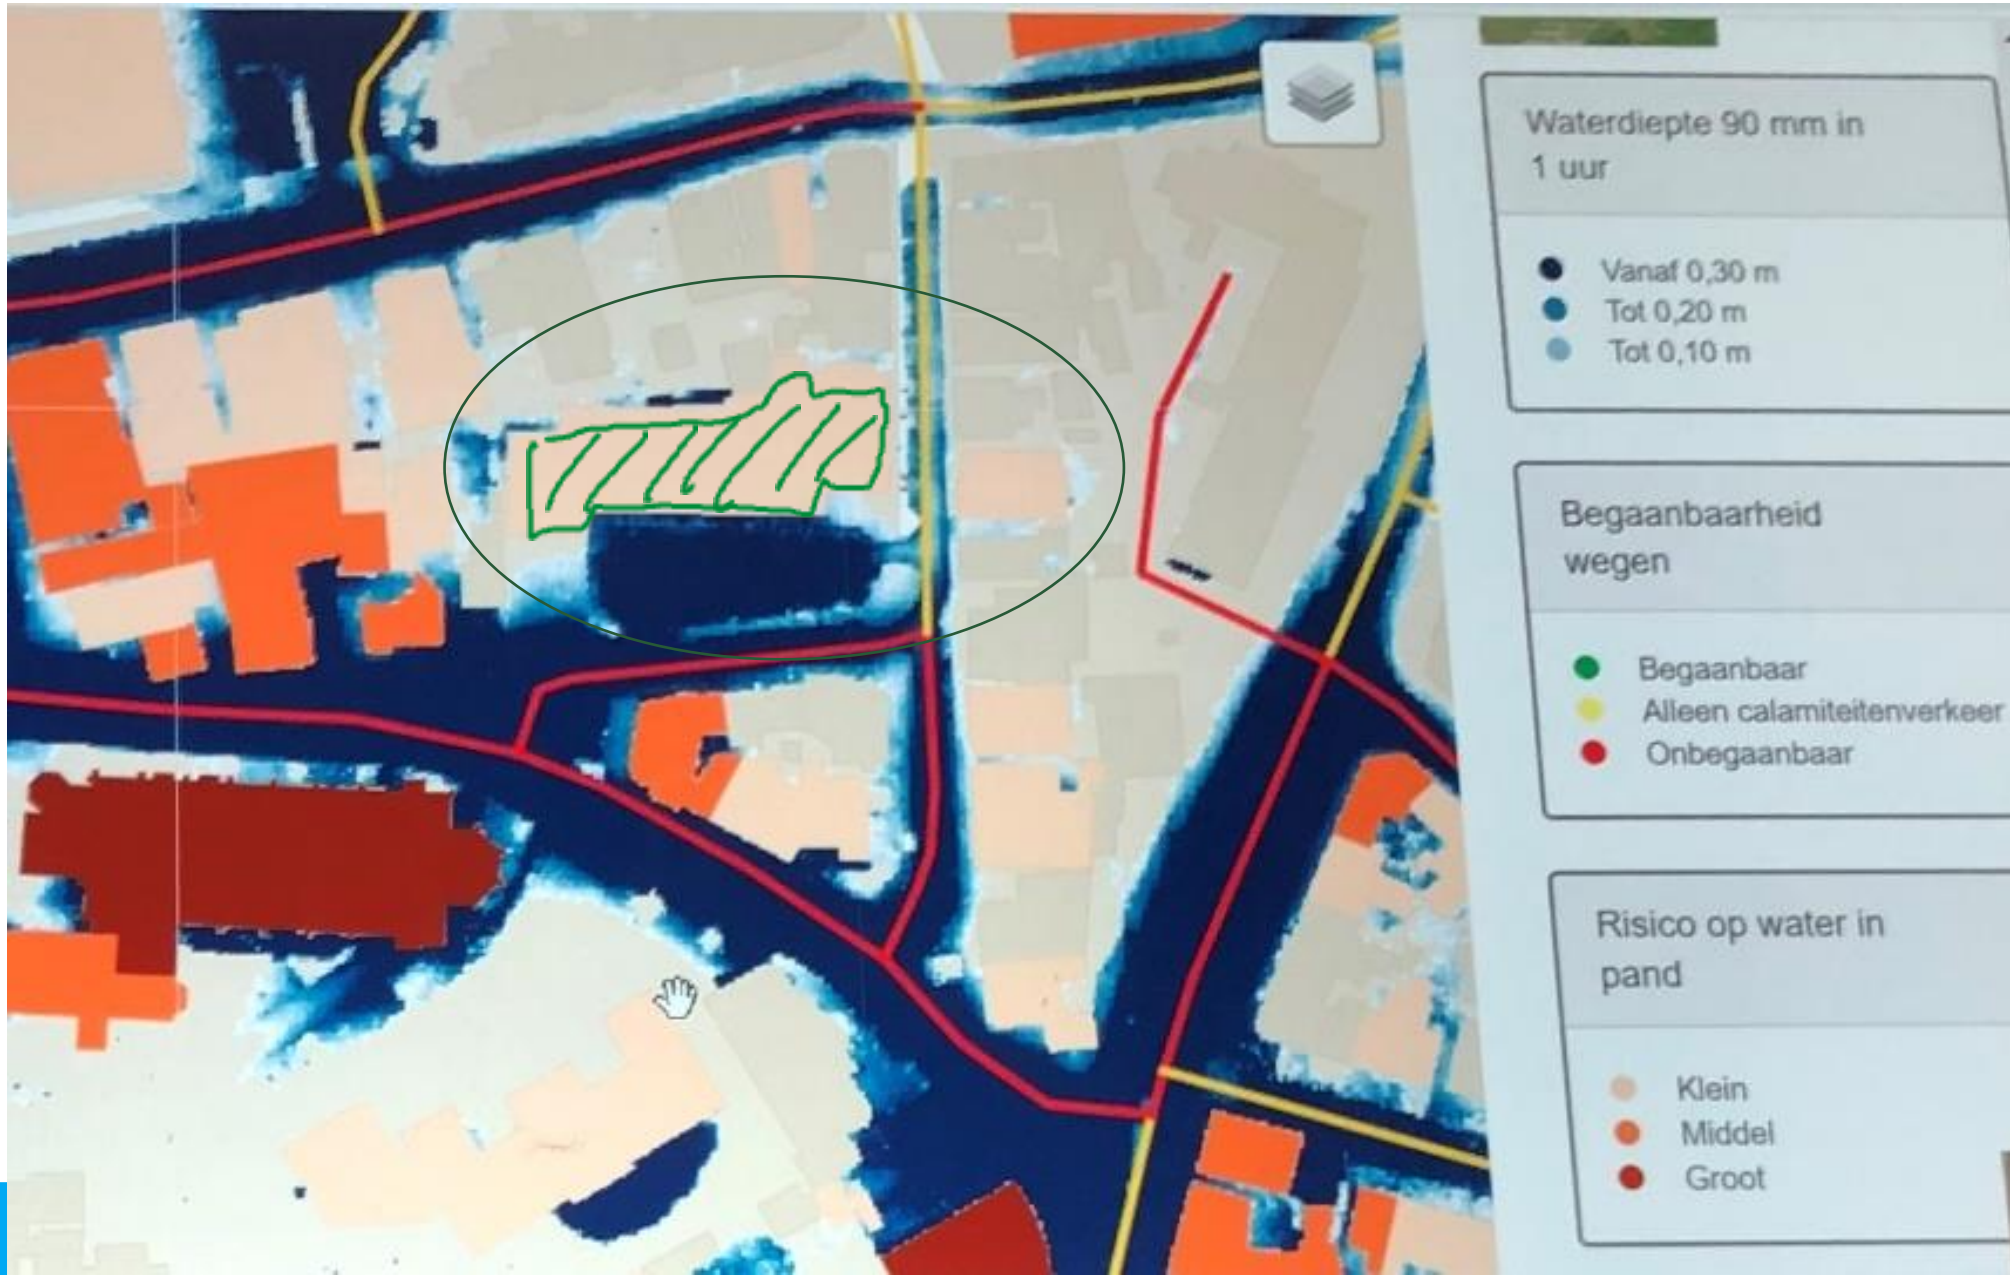 Waterdiepte 90 mm in
1 uur
Vanaf 0,30 m
Tot 0,20 m
Tot 0,10 m
Begaanbaarheid
wegen
Begaanbaar
Alleen calamiteitenverkeer
Onbegaanbaar
Risico op water in
pand
Klein
Middel
Groot